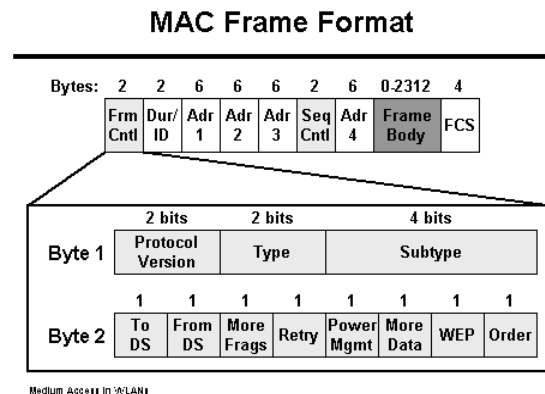 MAC Frame Format
Bytes: 2 2 6 6 6 2 6 0-2312 4
Frm Cntl Dur/ ID Adr 1 Adr 2 Adr 3 Seq Cntl Adr 4 Frame Body FCS
2 bits 2 bits 4 bits
Byte 1 Protocol Version Type Subtype
1 1 1 1 1 1 1 1
Byte 2 To DS From DS More Frags Retry Power Mgmt More Data WEP Order
Medium Access in WLANs